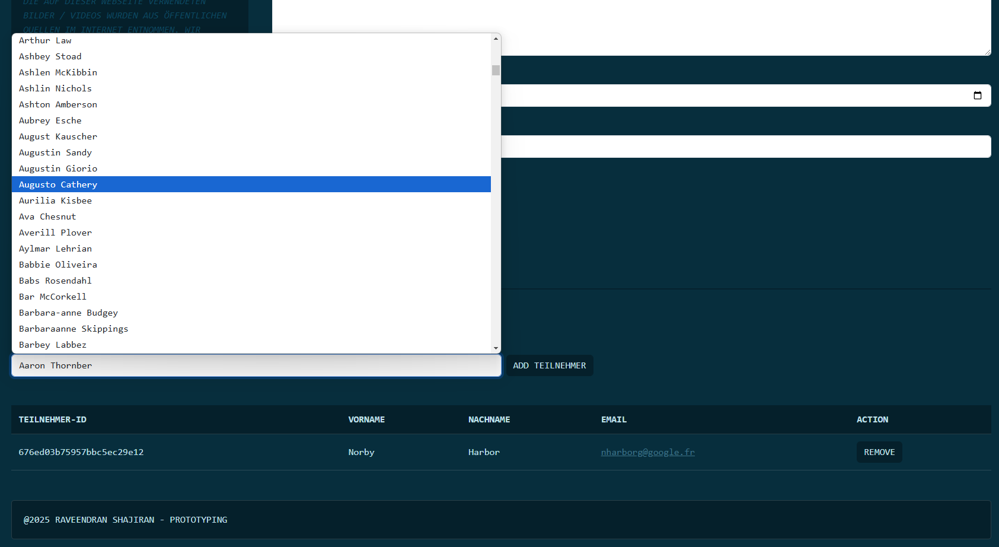 DIE AUF DIESER WEBSEITE VERWENDETEN
BILDER / VIDEOS WURDEN AUS ÖFFENTLICHEN
QUELLEN IM INTERNET ENTNOMMEN. WIR
Arthur Law
Ashbey Stoad
Ashlen McKibbin
Ashlin Nichols
Ashton Amberson
Aubrey Esche
August Kauscher
Augustin Sandy
Augustin Giorio
Augusto Cathery
Aurilia Kisbee
Ava Chesnut
Averill Plover
Aylmar Lehrian
Babbie Oliveira
Babs Rosendahl
Bar McCorkell
Barbara-anne Budgey
Barbaraanne Skippings
Barbey Labbez
Aaron Thornber ADD TEILNEHMER
TEILNEHMER-ID VORNAME NACHNAME EMAIL ACTION
676ed03b75957bbc5ec29e12 Norby Harbor nharborg@google.fr REMOVE
@2025 RAVEENDRAN SHAJIRAN - PROTOTYPING